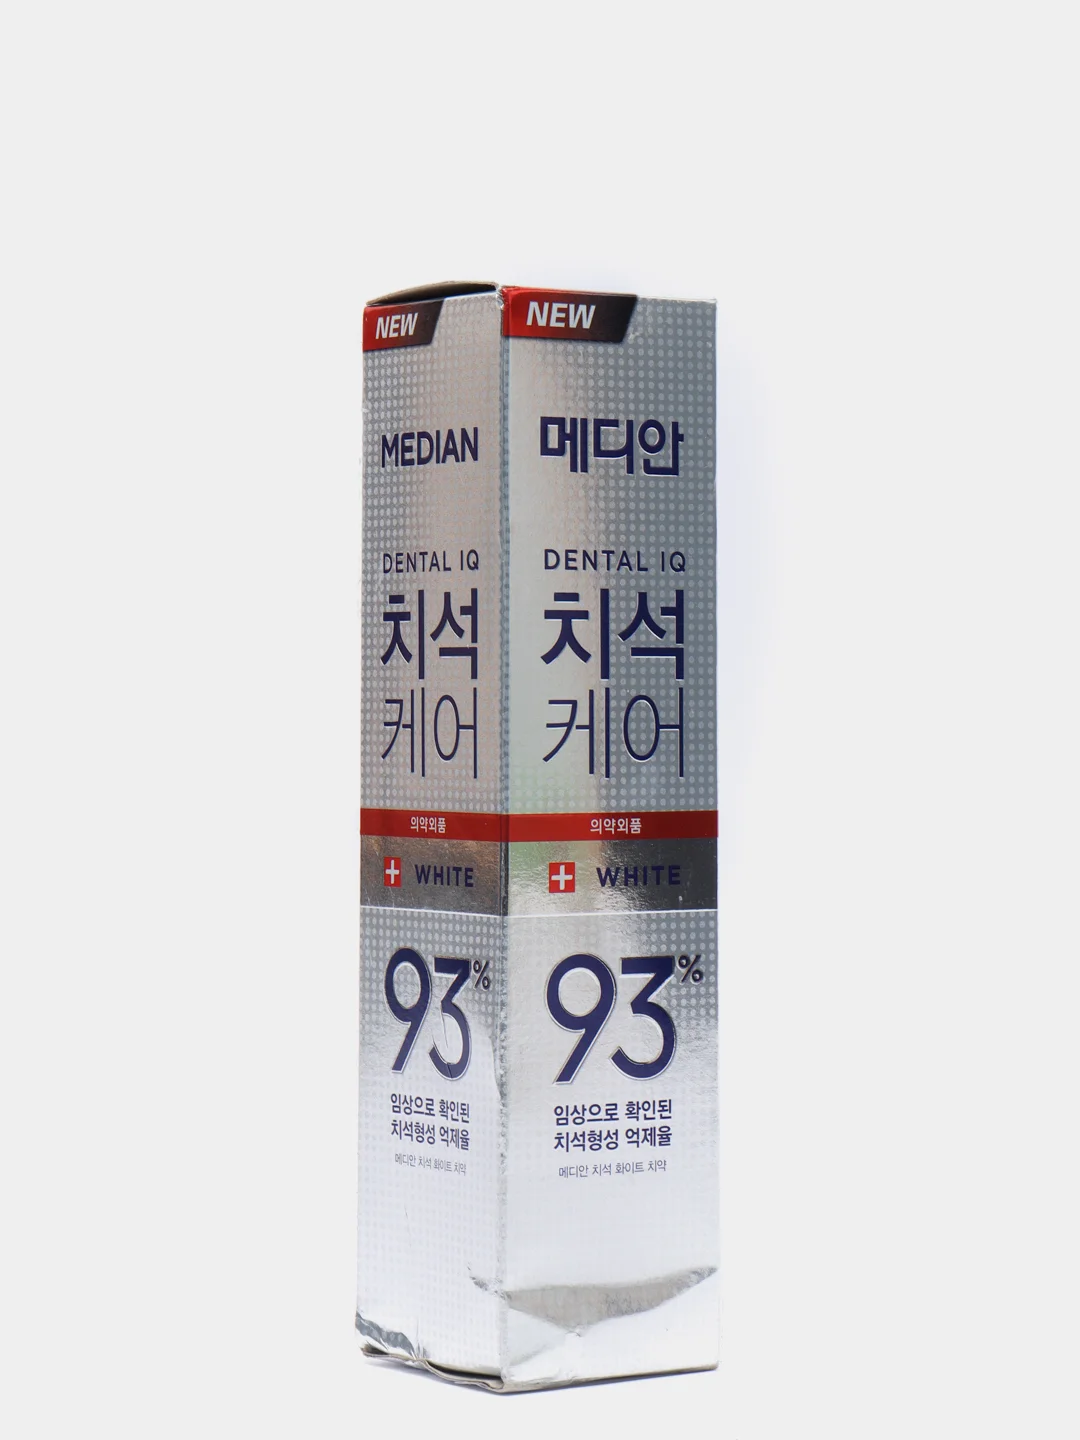 NEW
MEDIAN
DENTAL IQ
치석
케어
의약외품
WHITE
93%
임상으로 확인된
치석형성 억제율
메디안 치석 화이트 치약
NEW
메디안
DENTAL IQ
치석
케어
의약외품
WHITE
93%
임상으로 확인된
치석형성 억제율
메디안 치석 화이트 치약